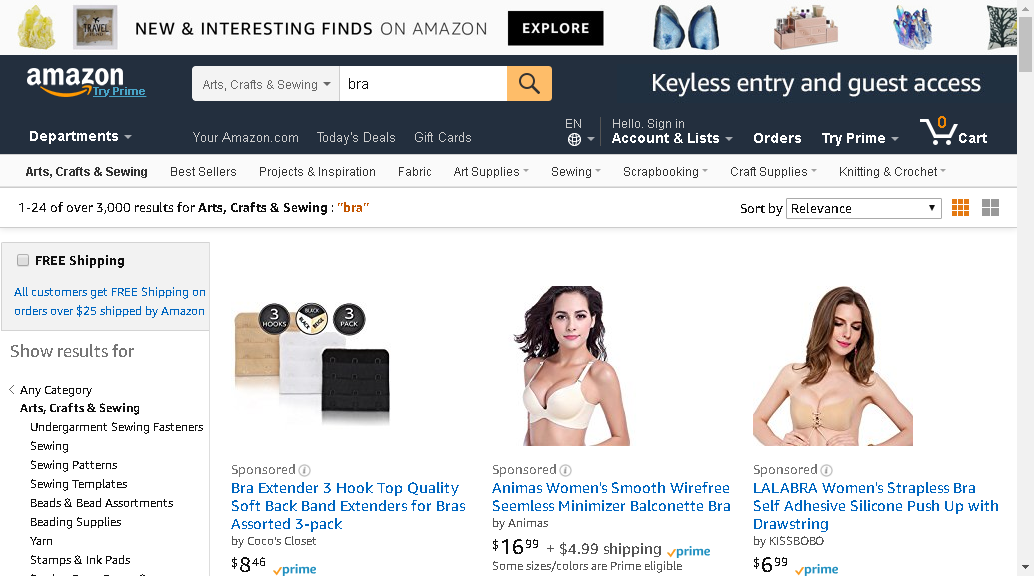 TRAVEL
NEW & INTERESTING FINDS ON AMAZON
EXPLORE
amazon
Try Prime
Arts, Crafts & Sewing
bra
Keyless entry and guest access
Departments
Your Amazon.com
Today's Deals
Gift Cards
EN
Hello. Sign in
Account & Lists
Orders
Try Prime
0
Cart
Arts, Crafts & Sewing
Best Sellers
Projects & Inspiration
Fabric
Art Supplies
Sewing
Scrapbooking
Craft Supplies
Knitting & Crochet
1-24 of over 3,000 results for Arts, Crafts & Sewing : "bra"
Sort by
Relevance
FREE Shipping
All customers get FREE Shipping on
orders over $25 shipped by Amazon
Show results for
Any Category
Arts, Crafts & Sewing
Undergarment Sewing Fasteners
Sewing
Sewing Patterns
Sewing Templates
Beads & Bead Assortments
Beading Supplies
Yarn
Stamps & Ink Pads
3
HOOKS
BLACK
BLACK
BEIGE
3
PACK
Sponsored
Bra Extender 3 Hook Top Quality
Soft Back Band Extenders for Bras
Assorted 3-pack
by Coco's Closet
$8 46 prime
Sponsored
Animas Women's Smooth Wirefree
Seemless Minimizer Balconette Bra
by Animas
$16 99 + $4.99 shipping prime
Some sizes/colors are Prime eligible
Sponsored
LALABRA Women's Strapless Bra
Self Adhesive Silicone Push Up with
Drawstring
by KISSBOBO
$6 99 prime